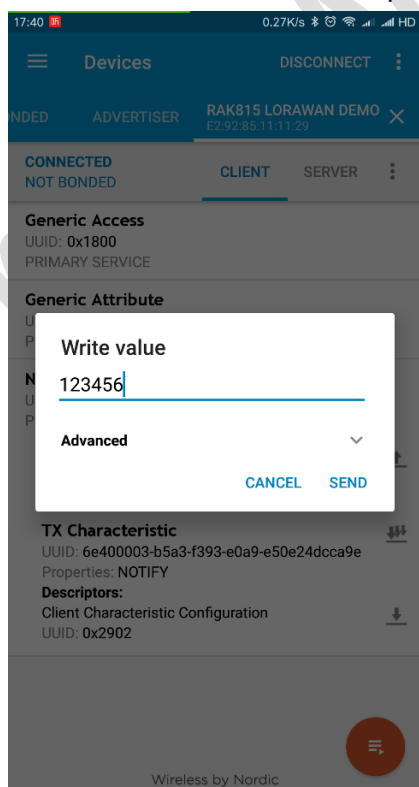 17:40 0.27K/s HD
Devices DISCONNECT
NDED ADVERTISER RAK815 LORAWAN DEMO
E2:92:85:11:11:29
CONNECTED
NOT BONDED CLIENT SERVER
Generic Access
UUID: 0x1800
PRIMARY SERVICE
Generic Attribute
U
P
Write value
N
123456
U
P
Advanced
CANCEL SEND
TX Characteristic
UUID: 6e400003-b5a3-f393-e0a9-e50e24dcca9e
Properties: NOTIFY
Descriptors:
Client Characteristic Configuration
UUID: 0x2902
Wireless by Nordic